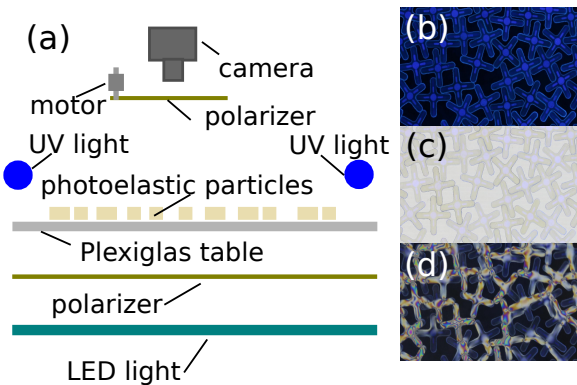 (a)
camera
motor
polarizer
UV light
UV light
photoelastic particles
Plexiglas table
polarizer
LED light
(b)
(c)
(d)